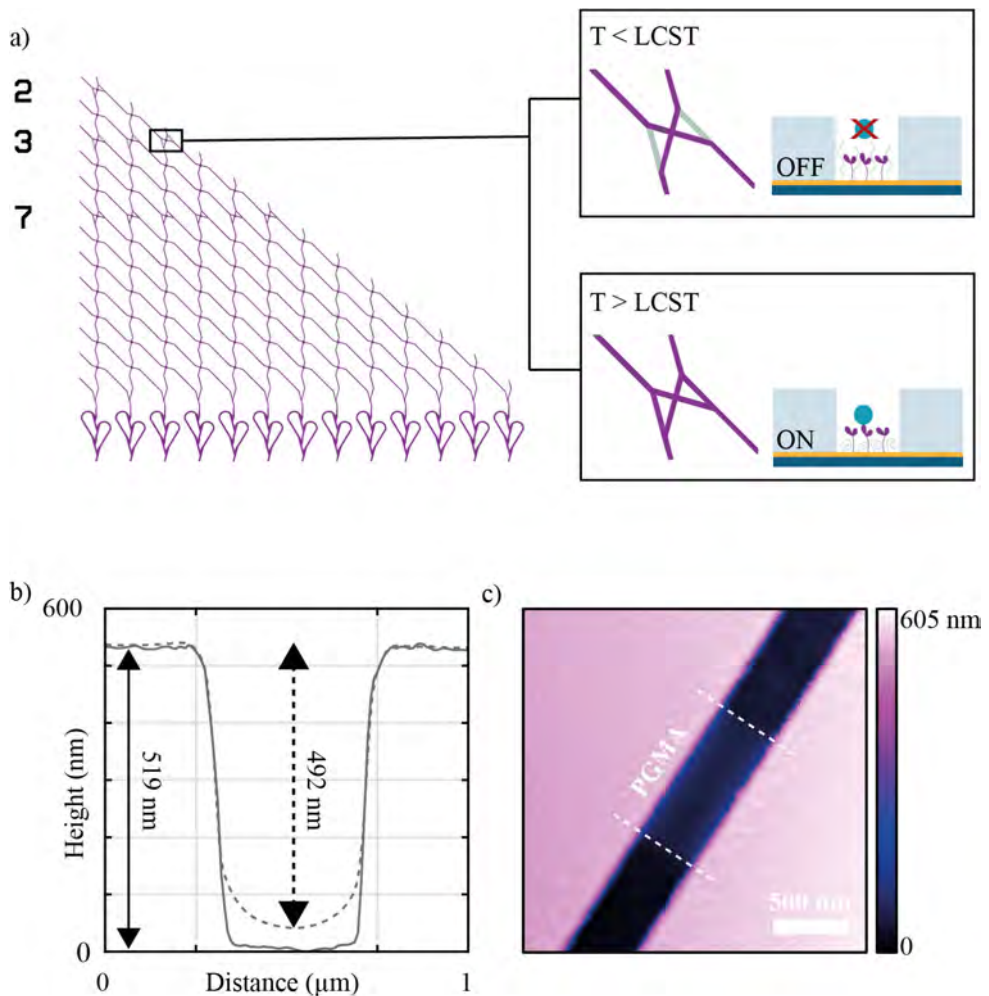 a)
2
3
7
T < LCST
OFF
T > LCST
ON
b)
600
Height (nm)
0
519 nm
492 nm
0
Distance (μm)
1
c)
PGMA
500 nm
605 nm
0